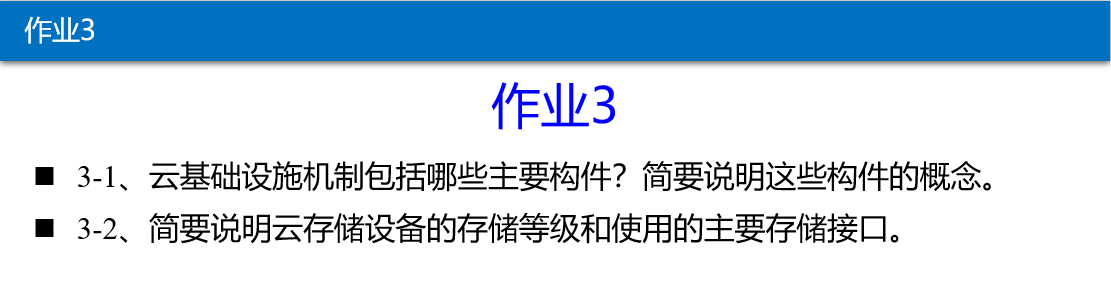 作业3
作业3
■ 3-1、云基础设施机制包括哪些主要构件？简要说明这些构件的概念。
■ 3-2、简要说明云存储设备的存储等级和使用的主要存储接口。